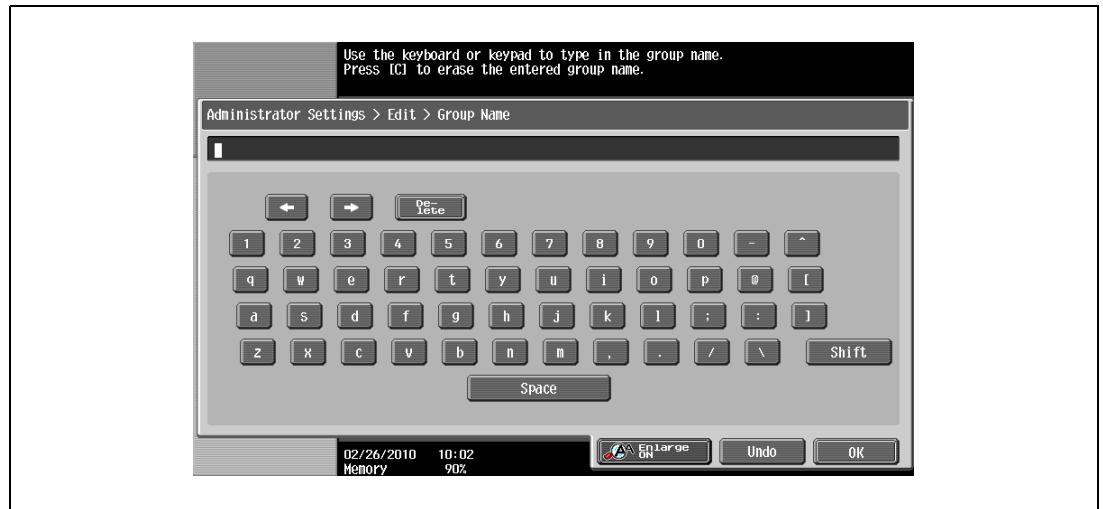 Use the keyboard or keypad to type in the group name.
Press [C] to erase the entered group name.
Administrator Settings > Edit > Group Name
De-
lete
1 2 3 4 5 6 7 8 9 0 - ^
q w e r t y u i o p @ [
a s d f g h j k l ; : ]
z x c v b n m , . / \ Shift
Space
Enlarge
ON
Undo OK
02/26/2010 10:02
Memory 90%